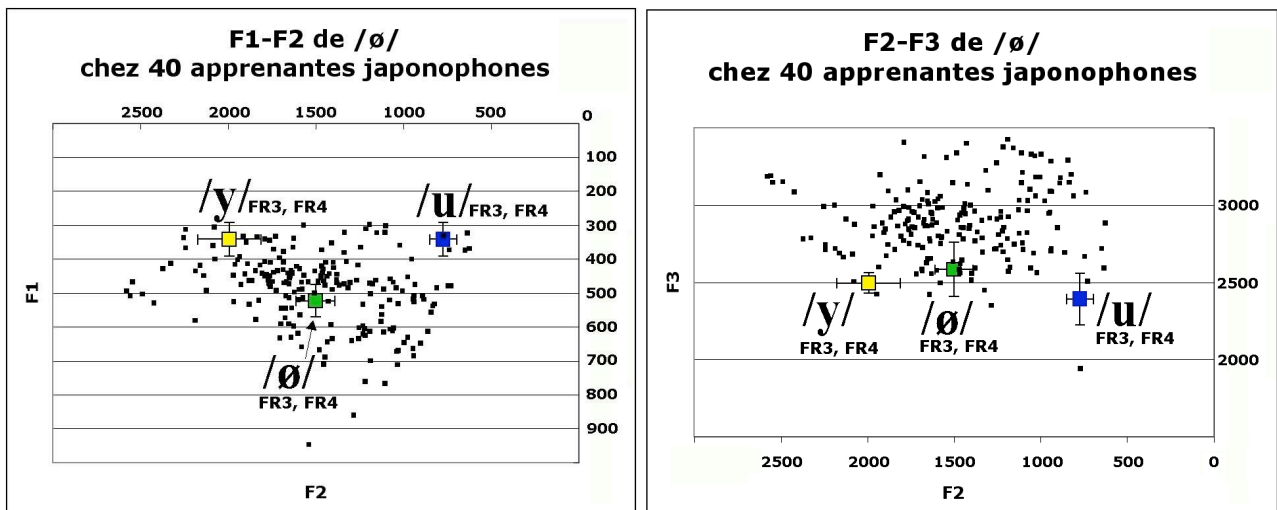 F1-F2 de /ø/
chez 40 apprenantes japonophones
2500 2000 1500 1000 500 0
100
200
300
400
500
600
700
800
900
F1
F2
/y/ FR3, FR4
/u/ FR3, FR4
/ø/
FR3, FR4
F2-F3 de /ø/
chez 40 apprenantes japonophones
3000
2500
2000
F3
/y/
FR3, FR4
/ø/
FR3, FR4
/u/
FR3, FR4
2500 2000 1500 1000 500 0
F2